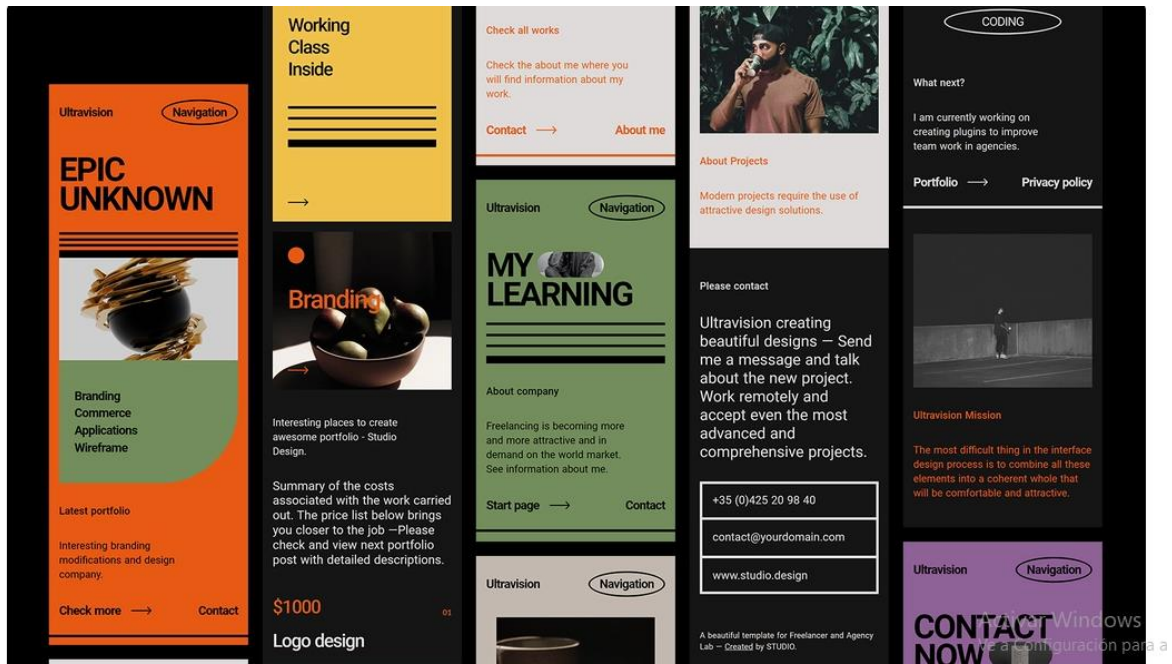 Ultravision
Navigation
EPIC
UNKNOWN
Branding
Commerce
Applications
Wireframe
Latest portfolio
Interesting branding
modifications and design
company.
Check more
Contact
Working
Class
Inside
Branding
Interesting places to create
awesome portfolio - Studio
Design.
Summary of the costs
associated with the work carried
out. The price list below brings
you closer to the job —Please
check and view next portfolio
post with detailed descriptions.
$1000
01
Logo design
Check all works
Check the about me where you
will find information about my
work.
Contact
About me
Ultravision
Navigation
MY
LEARNING
About company
Freelancing is becoming more
and more attractive and in
demand on the world market.
See information about me.
Start page
Contact
Ultravision
Navigation
About Projects
Modern projects require the use of
attractive design solutions.
Please contact
Ultravision creating
beautiful designs — Send
me a message and talk
about the new project.
Work remotely and
accept even the most
advanced and
comprehensive projects.
+35 (0)425 20 98 40
contact@yourdomain.com
www.studio.design
A beautiful template for Freelancer and Agency
Lab — Created by STUDIO.
CODING
What next?
I am currently working on
creating plugins to improve
team work in agencies.
Portfolio
Privacy policy
Ultravision Mission
The most difficult thing in the interface
design process is to combine all these
elements into a coherent whole that
will be comfortable and attractive.
Ultravision
Navigation
CONTACT
NOW
Activar Windows
Ve a Configuración para a